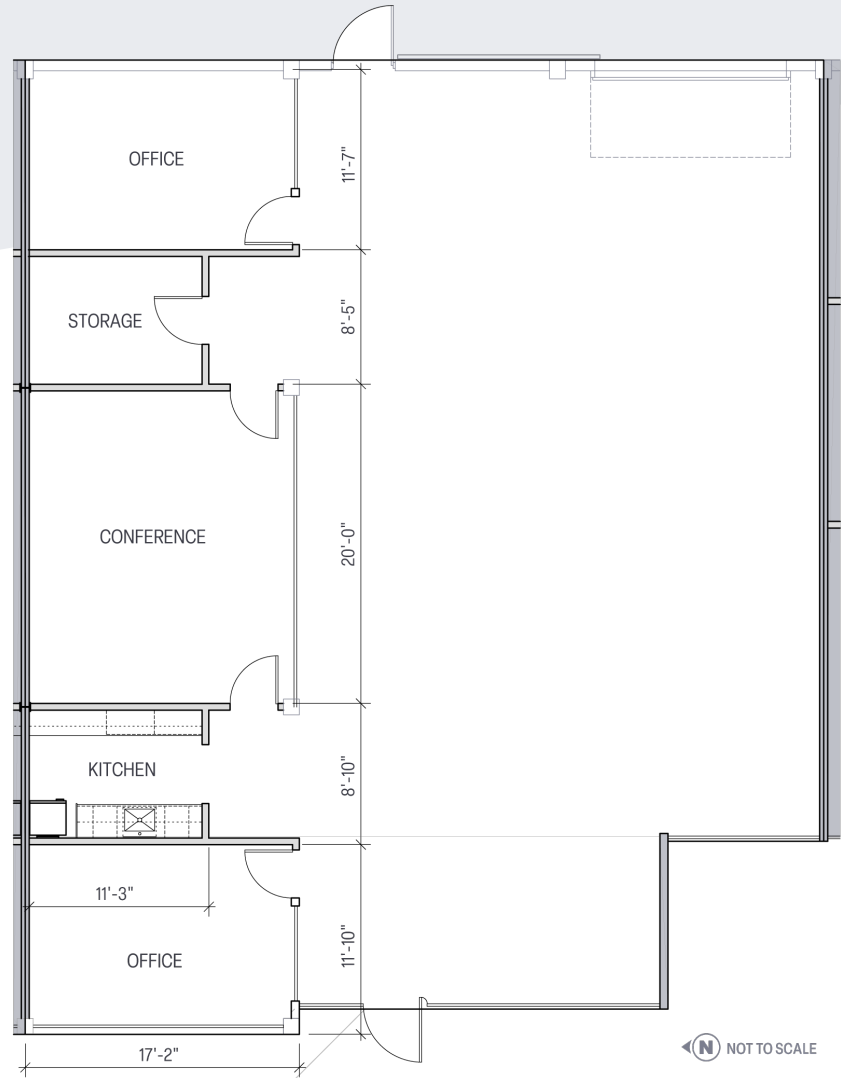 OFFICE
11'-7"
STORAGE
8'-5"
CONFERENCE
20'-0"
KITCHEN
8'-10"
11'-3"
OFFICE
11'-10"
17'-2"
N NOT TO SCALE